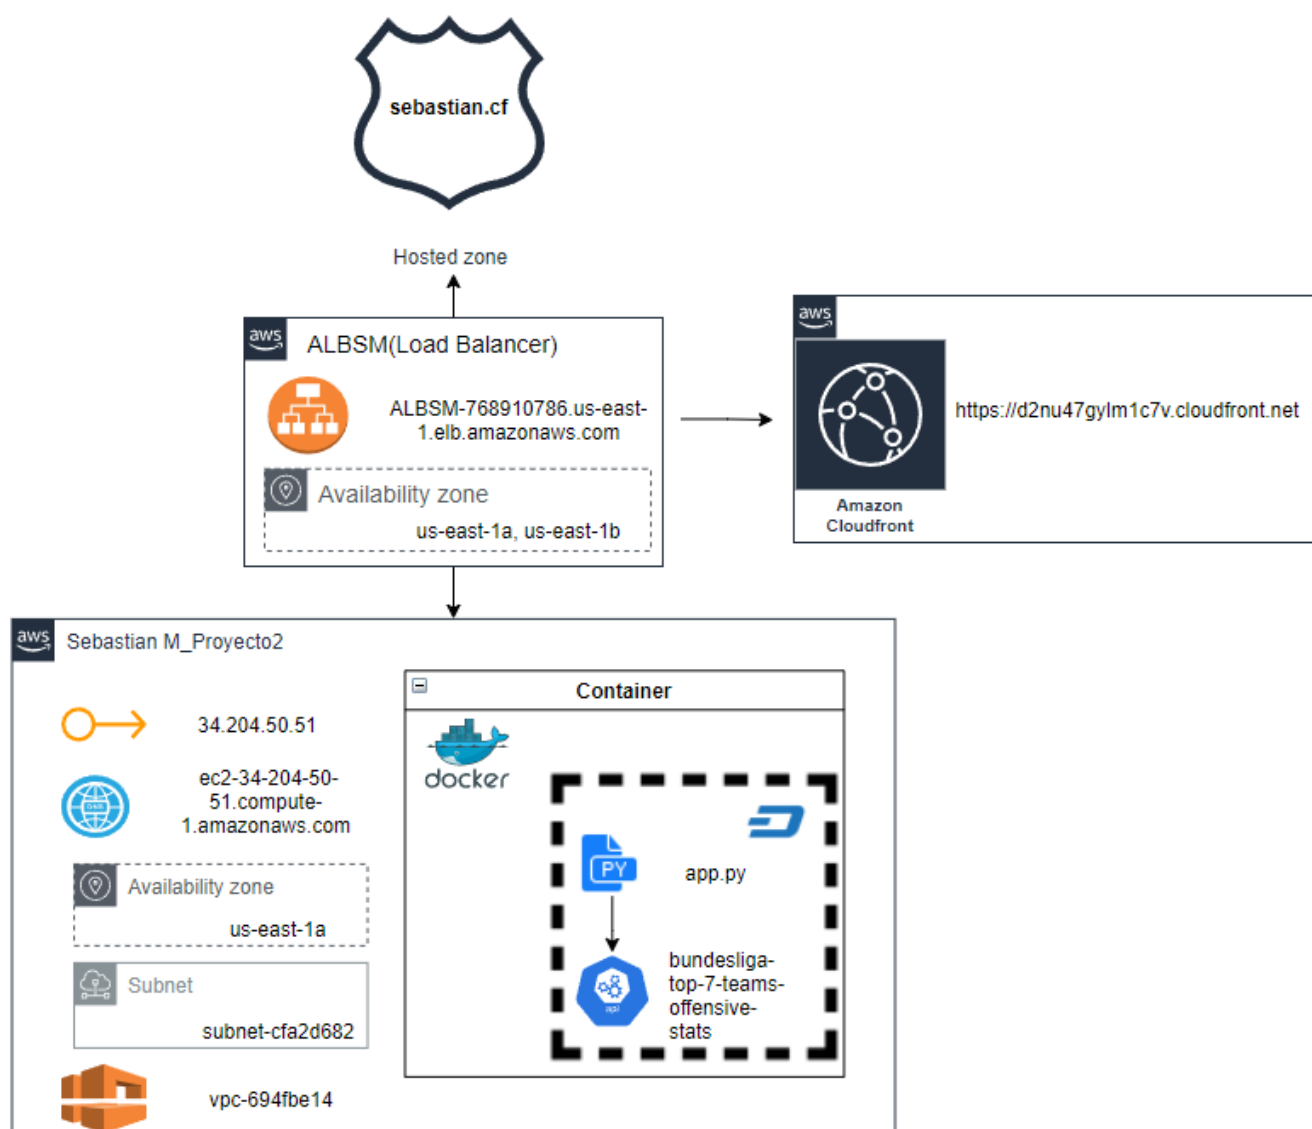 sebastian.cf
Hosted zone
aws
ALBSM(Load Balancer)
ALBSM-768910786.us-east-
1.elb.amazonaws.com
Availability zone
us-east-1a, us-east-1b
aws
https://d2nu47gylm1c7v.cloudfront.net
Amazon
Cloudfront
aws
Sebastian M_Proyecto2
34.204.50.51
ec2-34-204-50-
51.compute-
1.amazonaws.com
DNS
Availability zone
us-east-1a
Subnet
subnet-cfa2d682
vpc-694fbe14
Container
docker
PY
app.py
bundesliga-
top-7-teams-
offensive-
stats
api